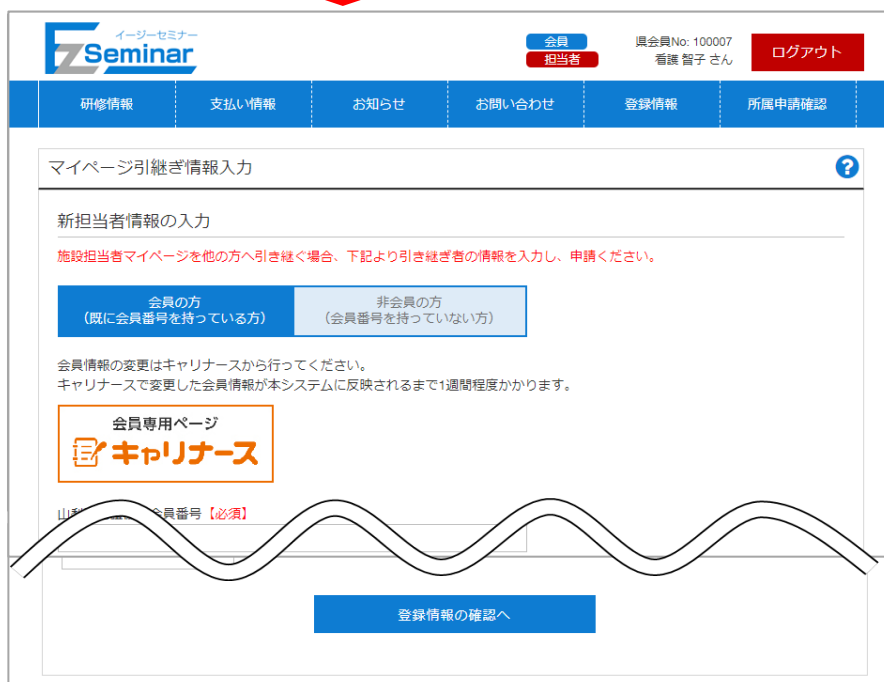 イージーセミナー
EZSeminar
会員
担当者
県会員No: 100007
看護 智子 さん
ログアウト
研修情報
支払い情報
お知らせ
お問い合わせ
登録情報
所属申請確認
マイページ引継ぎ情報入力
?
新担当者情報の入力
施設担当者マイページを他の方へ引き継ぐ場合、下記より引き継ぎ者の情報を入力し、申請ください。
会員の方
(既に会員番号を持っている方)
非会員の方
(会員番号を持っていない方)
会員情報の変更はキャリナースから行ってください。
キャリナースで変更した会員情報が本システムに反映されるまで1週間程度かかります。
会員専用ページ
キャリナース
会員番号【必須】
登録情報の確認へ